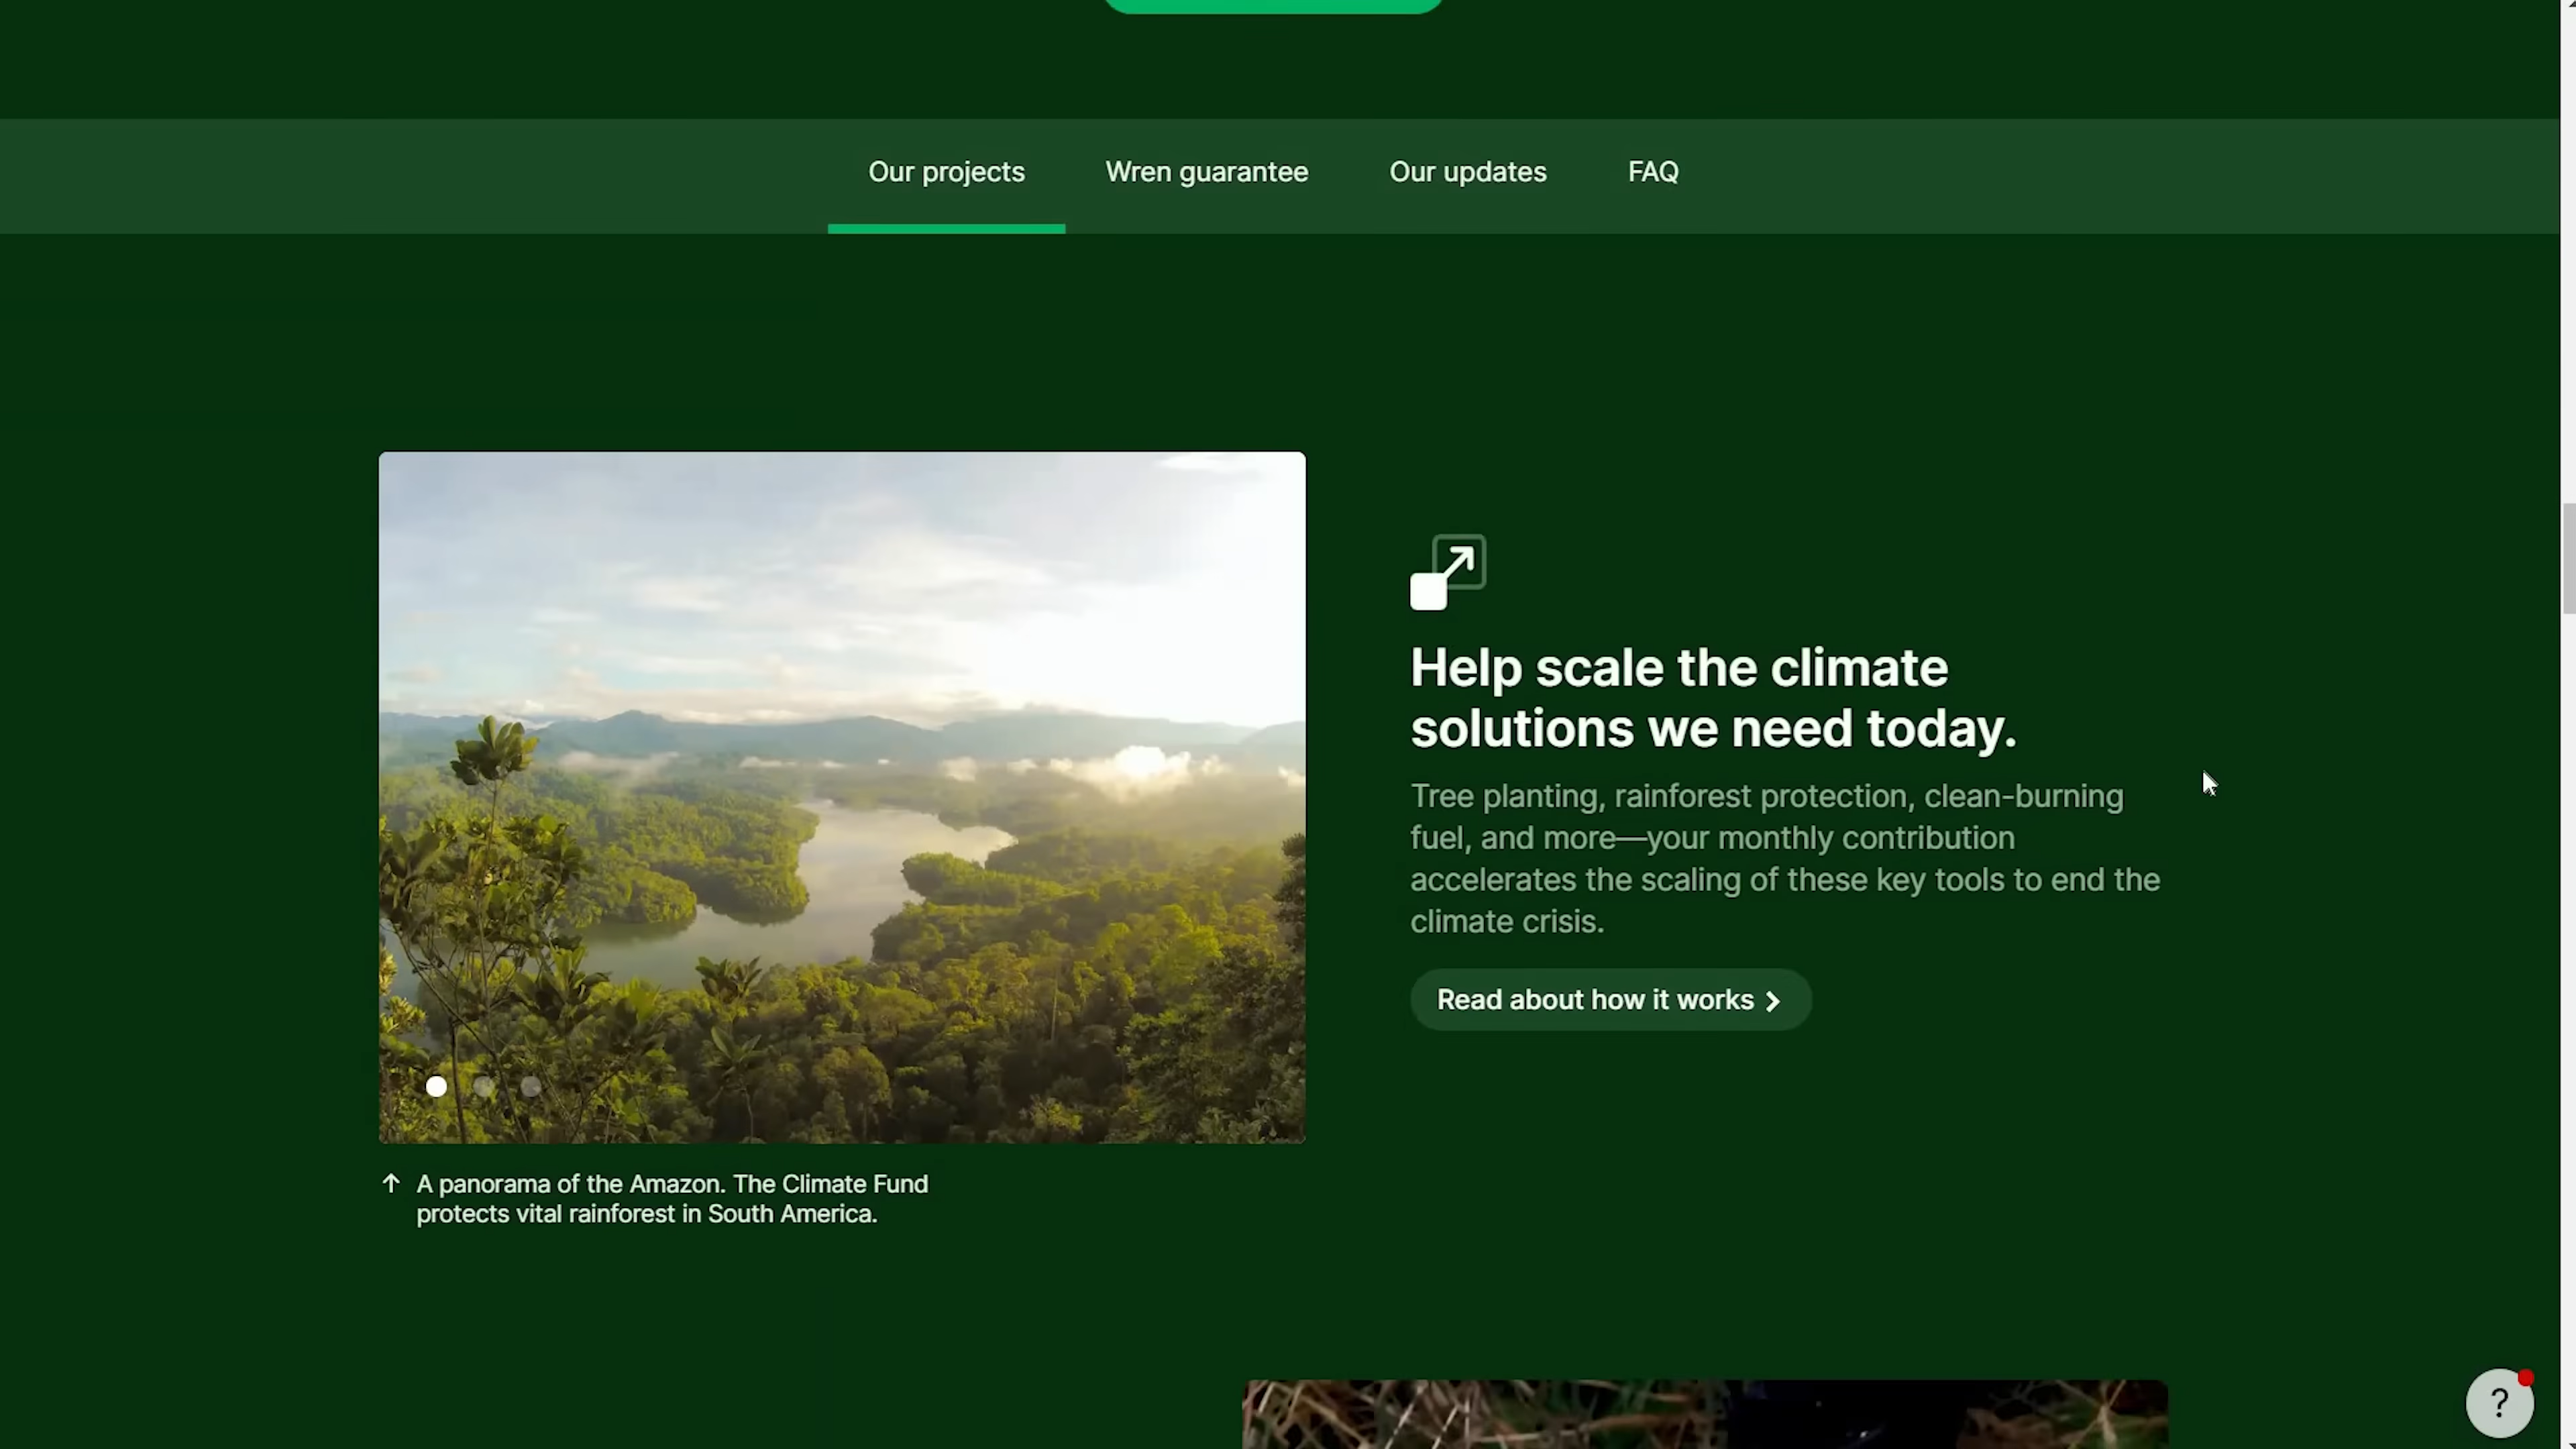 Our projects
Wren guarantee
Our updates
FAQ
Help scale the climate
solutions we need today.
Tree planting, rainforest protection, clean-burning
fuel, and more—your monthly contribution
accelerates the scaling of these key tools to end the
climate crisis.
Read about how it works
↑ A panorama of the Amazon. The Climate Fund
protects vital rainforest in South America.
?